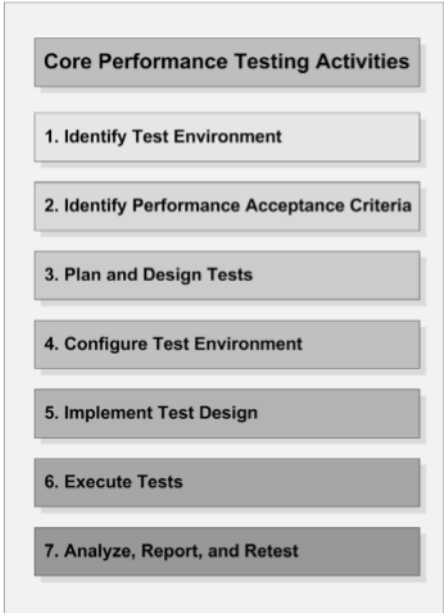 Core Performance Testing Activities
1. Identify Test Environment
2. Identify Performance Acceptance Criteria
3. Plan and Design Tests
4. Configure Test Environment
5. Implement Test Design
6. Execute Tests
7. Analyze, Report, and Retest